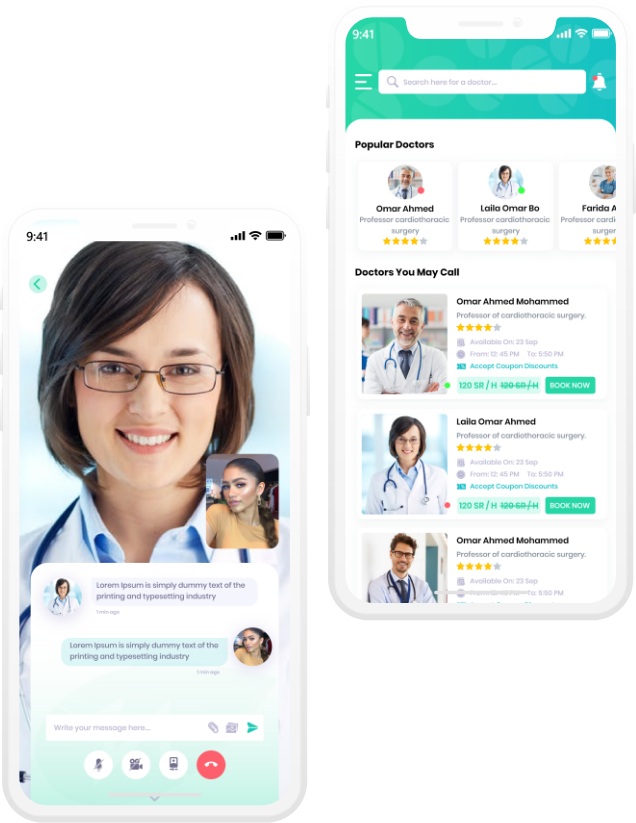 9:41
Search here for a doctor...
Popular Doctors
Omar Ahmed
Professor cardiothoracic
surgery
Laila Omar Bo
Professor cardiothoracic
surgery
Farida A
Professor cardi
surger
Doctors You May Call
Omar Ahmed Mohammed
Professor of cardiothoracic surgery.
Available On: 23 Sep
From: 12: 45 PM To: 5:50 PM
Accept Coupon Discounts
120 SR / H 120 SR / H BOOK NOW
Laila Omar Ahmed
Professor of cardiothoracic surgery.
Available On: 23 Sep
From: 12: 45 PM To: 5:50 PM
Accept Coupon Discounts
120 SR / H 120 SR / H BOOK NOW
Omar Ahmed Mohammed
Professor of cardiothoracic surgery.
Available On: 23 Sep
To: 5:50 PM
9:41
Lorem Ipsum is simply dummy text of the
printing and typesetting industry
1 min ago
Lorem Ipsum is simply dummy text of the
printing and typesetting industry
1 min ago
Write your message here...